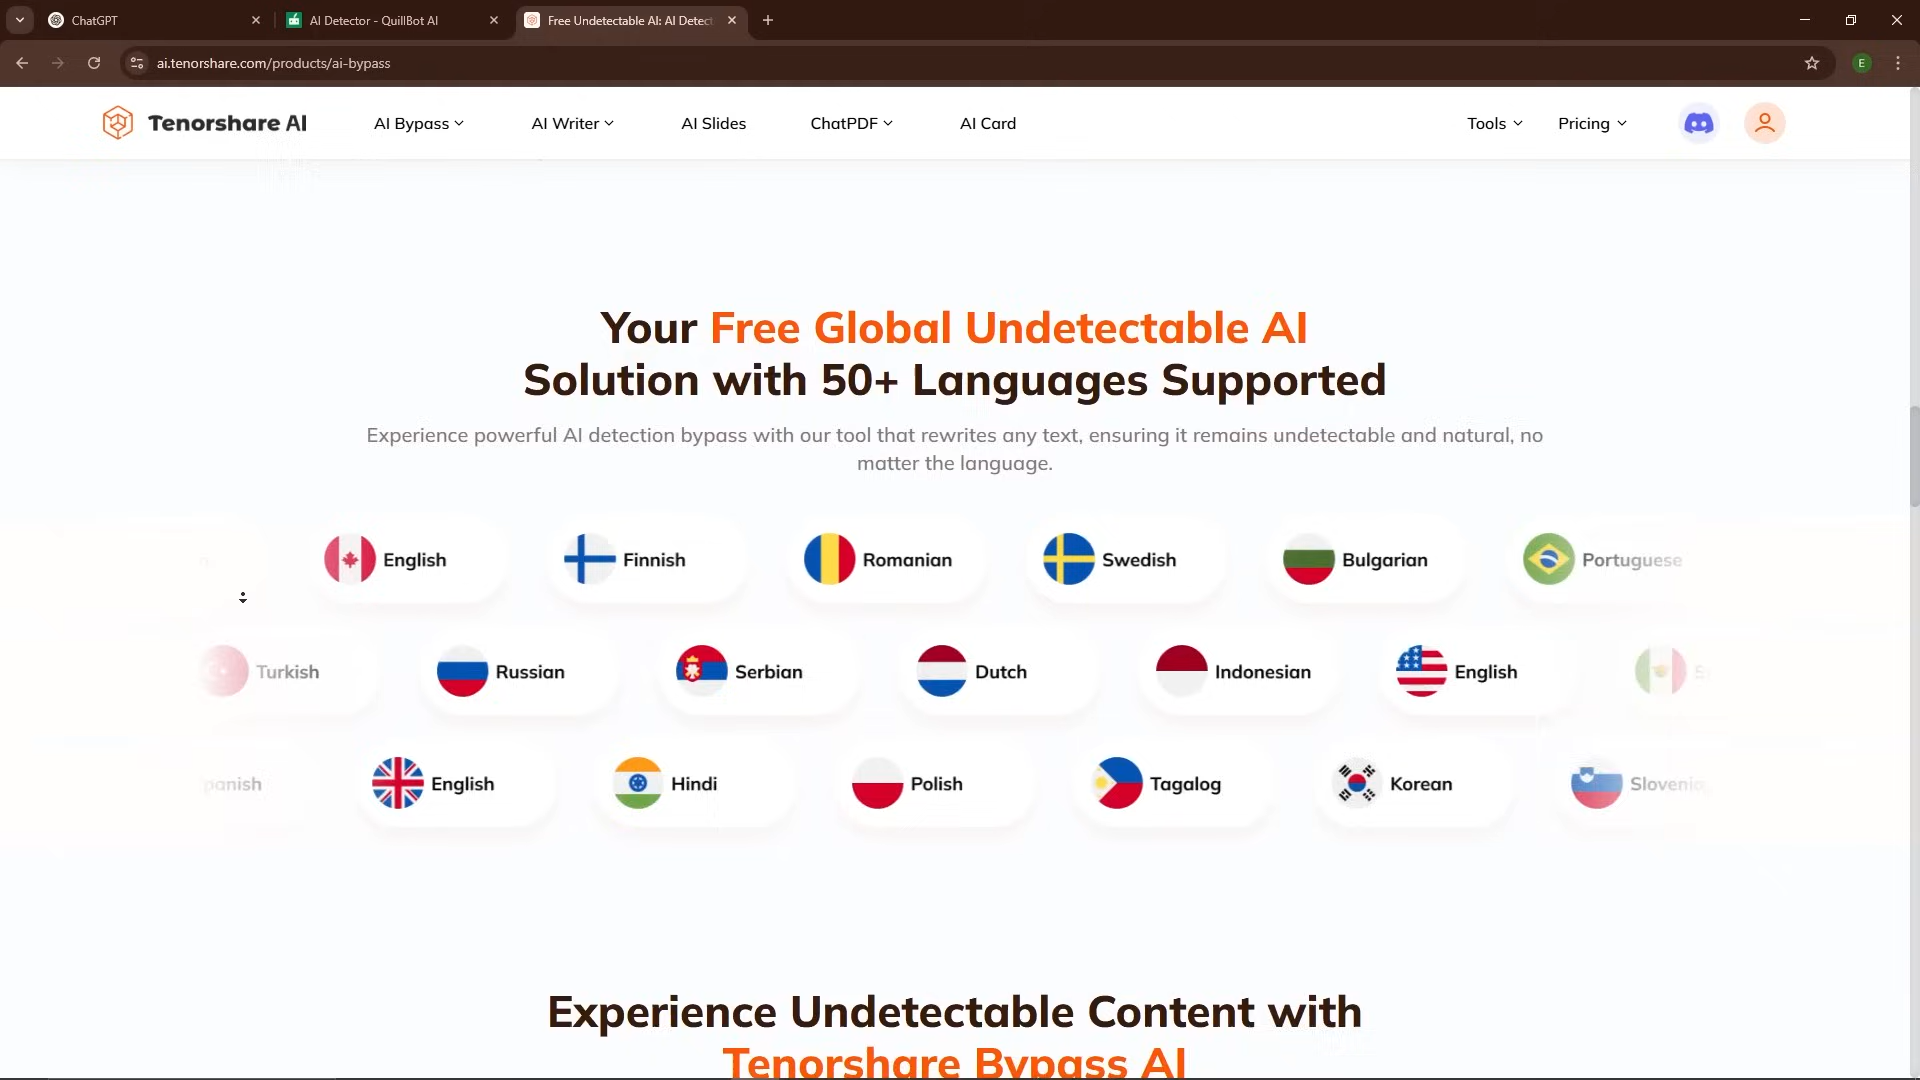 ChatGPT
AI Detector - QuillBot AI
Free Undetectable AI: AI Detect
ai.tenorshare.com/products/ai-bypass
E
Tenorshare AI
AI Bypass
AI Writer
AI Slides
ChatPDF
AI Card
Tools
Pricing
Your Free Global Undetectable AI
Solution with 50+ Languages Supported
Experience powerful AI detection bypass with our tool that rewrites any text, ensuring it remains undetectable and natural, no
matter the language.
English
Finnish
Romanian
Swedish
Bulgarian
Portuguese
Turkish
Russian
Serbian
Dutch
Indonesian
English
panish
English
Hindi
Polish
Tagalog
Korean
Slovenia
Experience Undetectable Content with
Tenorshare Bypass AI